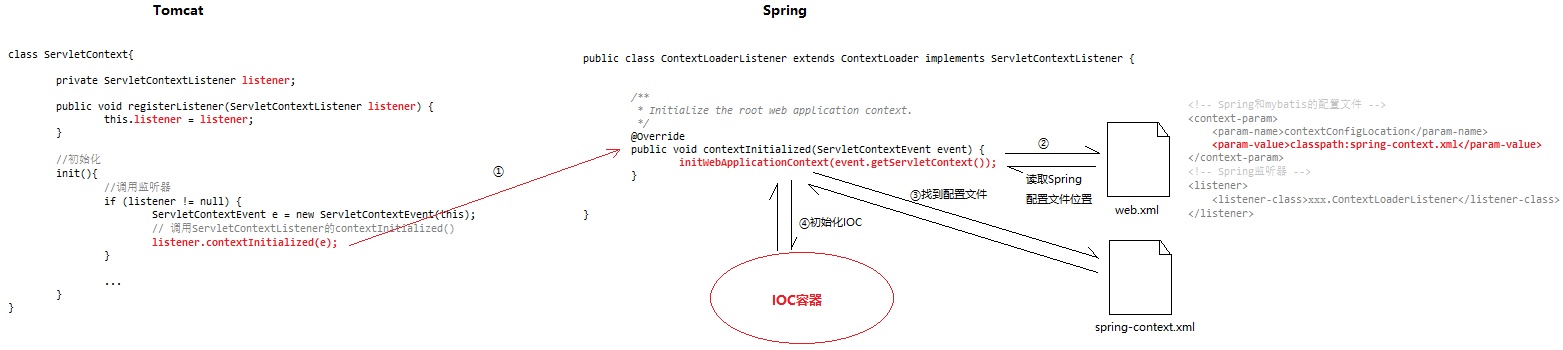 Tomcat
class ServletContext{
private ServletContextListener listener;
public void registerListener(ServletContextListener listener) {
this.listener = listener;
}
//初始化
init(){
//调用监听器
if (listener != null) {
ServletContextEvent e = new ServletContextEvent(this);
// 调用ServletContextListener的contextInitialized()
listener.contextInitialized(e);
}
...
}
}
①
Spring
public class ContextLoaderListener extends ContextLoader implements ServletContextListener {
/**
* Initialize the root web application context.
*/
@Override
public void contextInitialized(ServletContextEvent event) {
initWebApplicationContext(event.getServletContext());
}
}
②
读取Spring
配置文件位置
③找到配置文件
④初始化IOC
IOC容器
web.xml
spring-context.xml
<!-- Spring和mybatis的配置文件 -->
<context-param>
<param-name>contextConfigLocation</param-name>
<param-value>classpath:spring-context.xml</param-value>
</context-param>
<!-- Spring监听器 -->
<listener>
<listener-class>xxx.ContextLoaderListener</listener-class>
</listener>